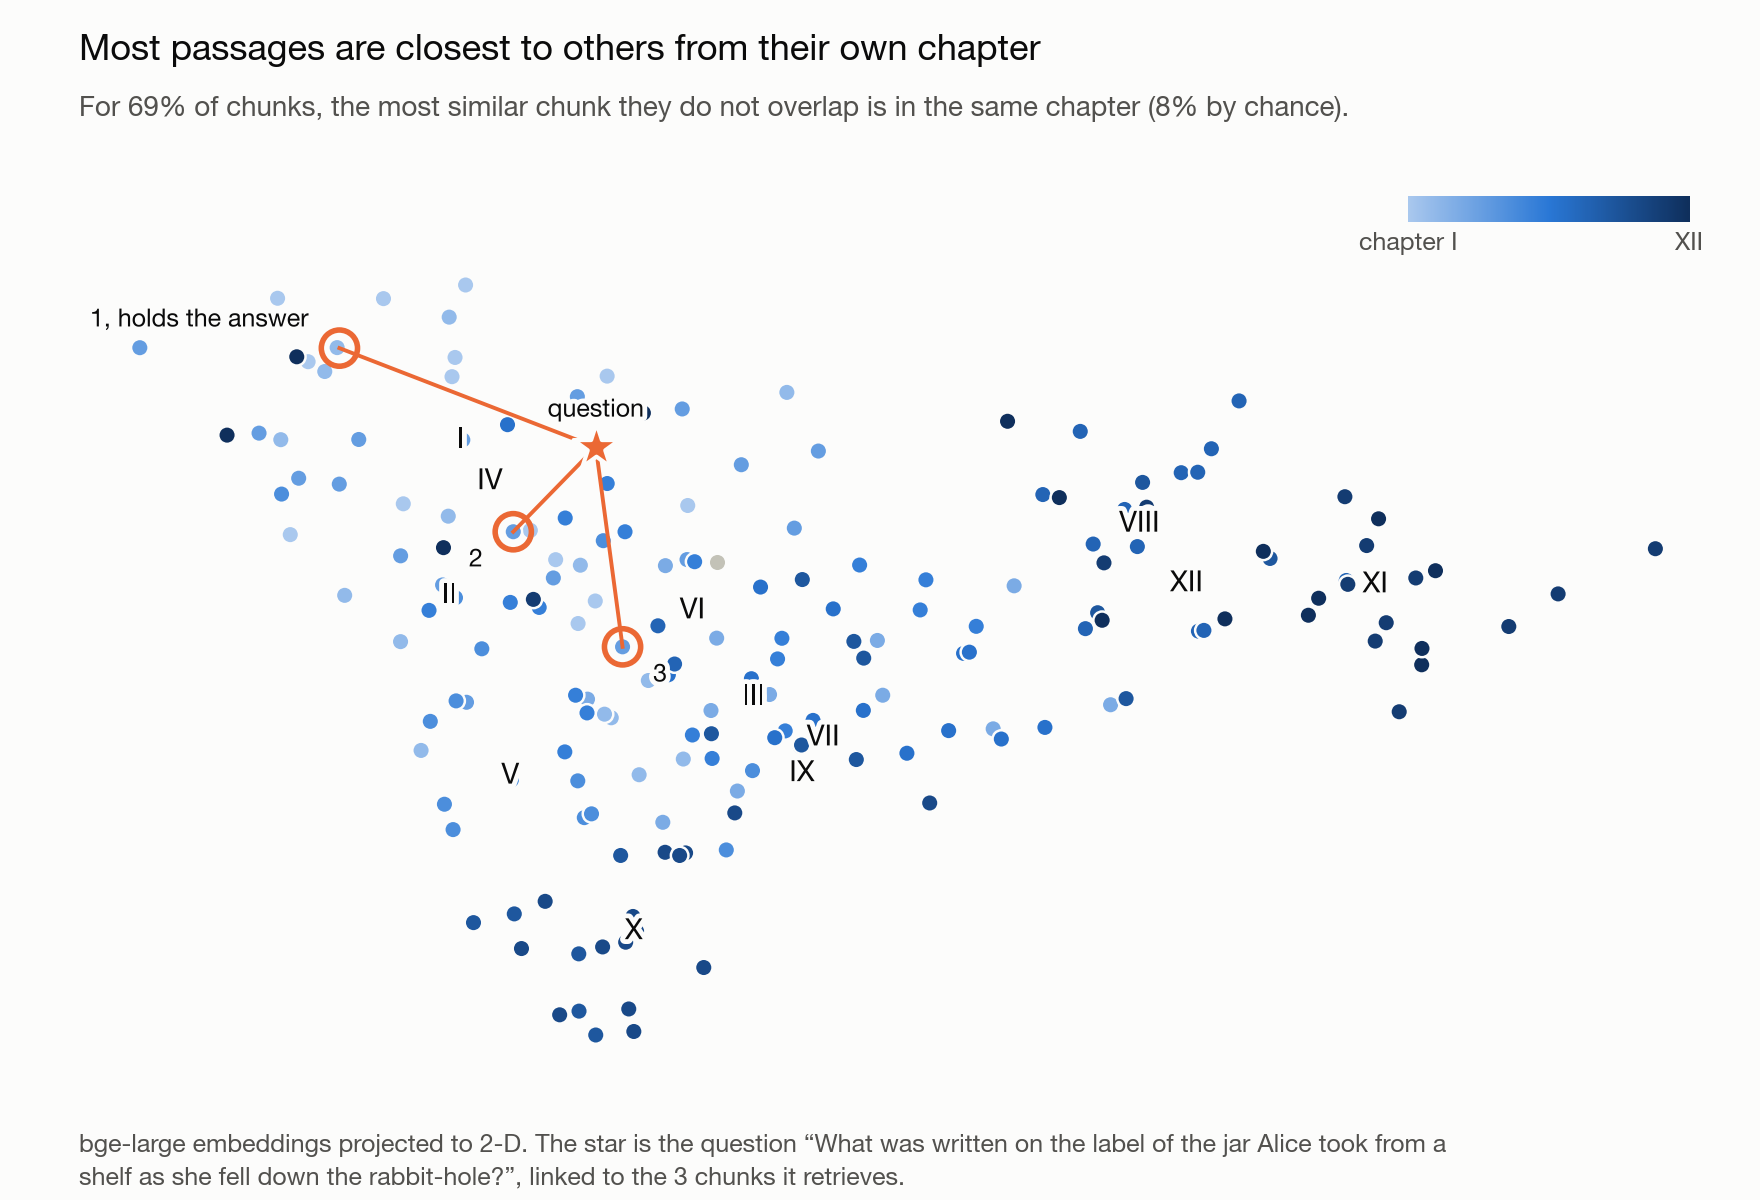 Most passages are closest to others from their own chapter
For 69% of chunks, the most similar chunk they do not overlap is in the same chapter (8% by chance).
chapter I
XII
1, holds the answer
question
I
IV
VIII
2
XII
XI
II
VI
3
III
VII
IX
V
X
bge-large embeddings projected to 2-D. The star is the question “What was written on the label of the jar Alice took from a
shelf as she fell down the rabbit-hole?”, linked to the 3 chunks it retrieves.